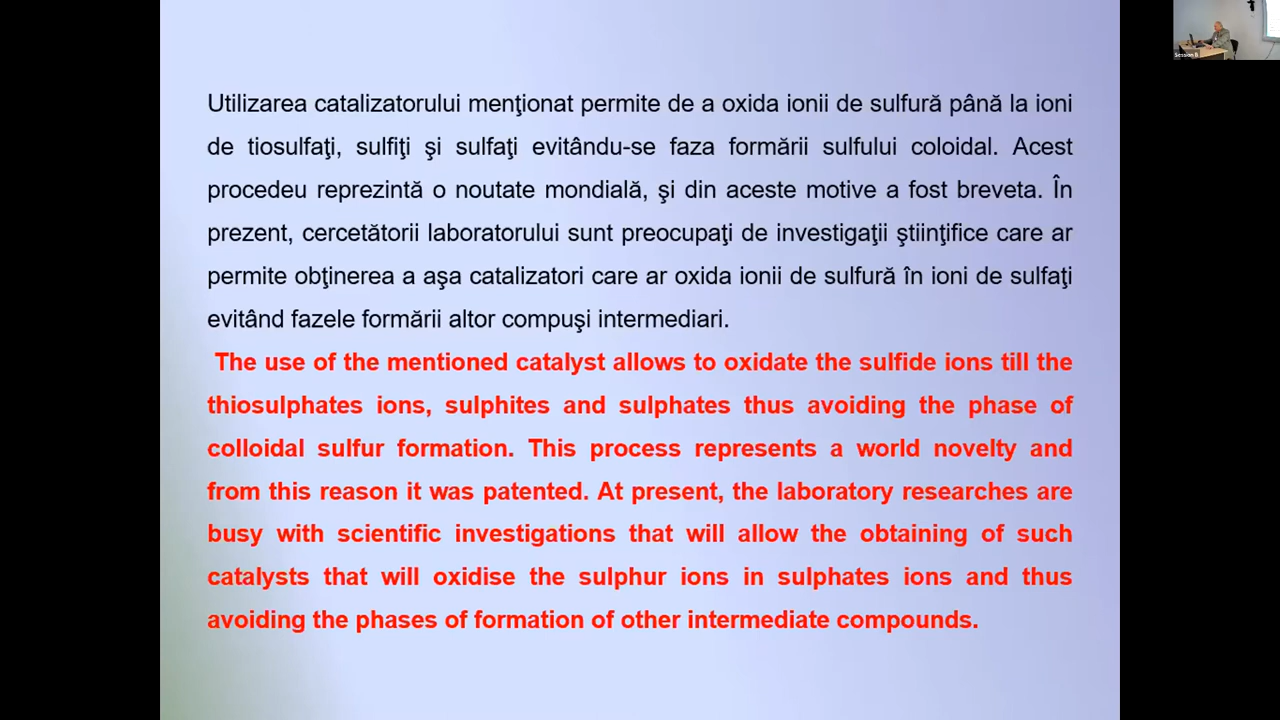 Utilizarea catalizatorului menţionat permite de a oxida ionii de sulfură până la ioni
de tiosulfaţi, sulfiţi şi sulfaţi evitându-se faza formării sulfului coloidal. Acest
procedeu reprezintă o noutate mondială, şi din aceste motive a fost breveta. În
prezent, cercetătorii laboratorului sunt preocupaţi de investigaţii ştiinţifice care ar
permite obţinerea a aşa catalizatori care ar oxida ionii de sulfură în ioni de sulfaţi
evitând fazele formării altor compuşi intermediari.
The use of the mentioned catalyst allows to oxidate the sulfide ions till the
thiosulphates ions, sulphites and sulphates thus avoiding the phase of
colloidal sulfur formation. This process represents a world novelty and
from this reason it was patented. At present, the laboratory researches are
busy with scientific investigations that will allow the obtaining of such
catalysts that will oxidise the sulphur ions in sulphates ions and thus
avoiding the phases of formation of other intermediate compounds.
Session B